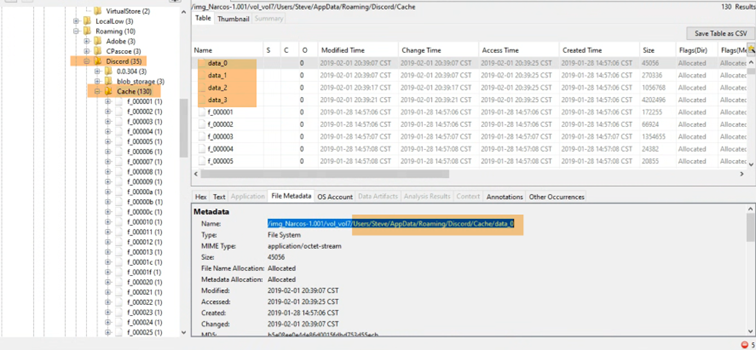 /img_Narcos-1.001/vol_vol7/Users/Steve/AppData/Roaming/Discord/Cache
130 Results
Table Thumbnail Summary
Save Table as CSV
VirtualStore (2)
LocalLow (3)
Roaming (10)
Adobe (3)
CPascoe (3)
Discord (35)
0.0.304 (3)
blob_storage (3)
Cache (130)
f_000001 (1)
f_000002 (1)
f_000003 (1)
f_000004 (1)
f_000005 (1)
f_000006 (1)
f_000007 (1)
f_000008 (1)
f_000009 (1)
f_00000a (1)
f_00000b (1)
f_00000c (1)
f_000010 (1)
f_000011 (1)
f_000012 (1)
f_000013 (1)
f_00001c (1)
f_00001f (1)
f_000020 (1)
f_000021 (1)
f_000022 (1)
f_000023 (1)
f_000024 (1)
f_000025 (1)
Name S C O Modified Time Change Time Access Time Created Time Size Flags(Dir) Flags(Me
data_0 0 2019-02-01 20:39:07 CST 2019-02-01 20:39:07 CST 2019-02-01 20:39:25 CST 2019-01-28 14:57:06 CST 45056 Allocated Allocated
data_1 0 2019-02-01 20:39:07 CST 2019-02-01 20:39:07 CST 2019-02-01 20:39:25 CST 2019-01-28 14:57:06 CST 270336 Allocated Allocated
data_2 0 2019-02-01 20:39:17 CST 2019-02-01 20:39:17 CST 2019-02-01 20:39:25 CST 2019-01-28 14:57:06 CST 1056768 Allocated Allocated
data_3 0 2019-02-01 20:39:21 CST 2019-02-01 20:39:21 CST 2019-02-01 20:39:25 CST 2019-01-28 14:57:06 CST 4202496 Allocated Allocated
f_000001 0 2019-01-28 14:57:06 CST 2019-01-28 14:57:06 CST 2019-01-28 14:57:06 CST 2019-01-28 14:57:06 CST 172255 Allocated Allocated
f_000002 0 2019-01-28 14:57:06 CST 2019-01-28 14:57:06 CST 2019-01-28 14:57:06 CST 2019-01-28 14:57:06 CST 66924 Allocated Allocated
f_000003 0 2019-01-28 14:57:07 CST 2019-01-28 14:57:07 CST 2019-01-28 14:57:07 CST 2019-01-28 14:57:06 CST 1354655 Allocated Allocated
f_000004 0 2019-01-28 14:57:08 CST 2019-01-28 14:57:08 CST 2019-01-28 14:57:08 CST 2019-01-28 14:57:08 CST 24382 Allocated Allocated
f_000005 0 2019-01-28 14:57:08 CST 2019-01-28 14:57:08 CST 2019-01-28 14:57:08 CST 2019-01-28 14:57:08 CST 20855 Allocated Allocated
Hex Text Application File Metadata OS Account Data Artifacts Analysis Results Context Annotations Other Occurrences
Metadata
Name: /img_Narcos-1.001/vol_vol7/Users/Steve/AppData/Roaming/Discord/Cache/data_0
Type: File System
MIME Type: application/octet-stream
Size: 45056
File Name Allocation: Allocated
Metadata Allocation: Allocated
Modified: 2019-02-01 20:39:07 CST
Accessed: 2019-02-01 20:39:25 CST
Created: 2019-01-28 14:57:06 CST
Changed: 2019-02-01 20:39:07 CST
MD5: